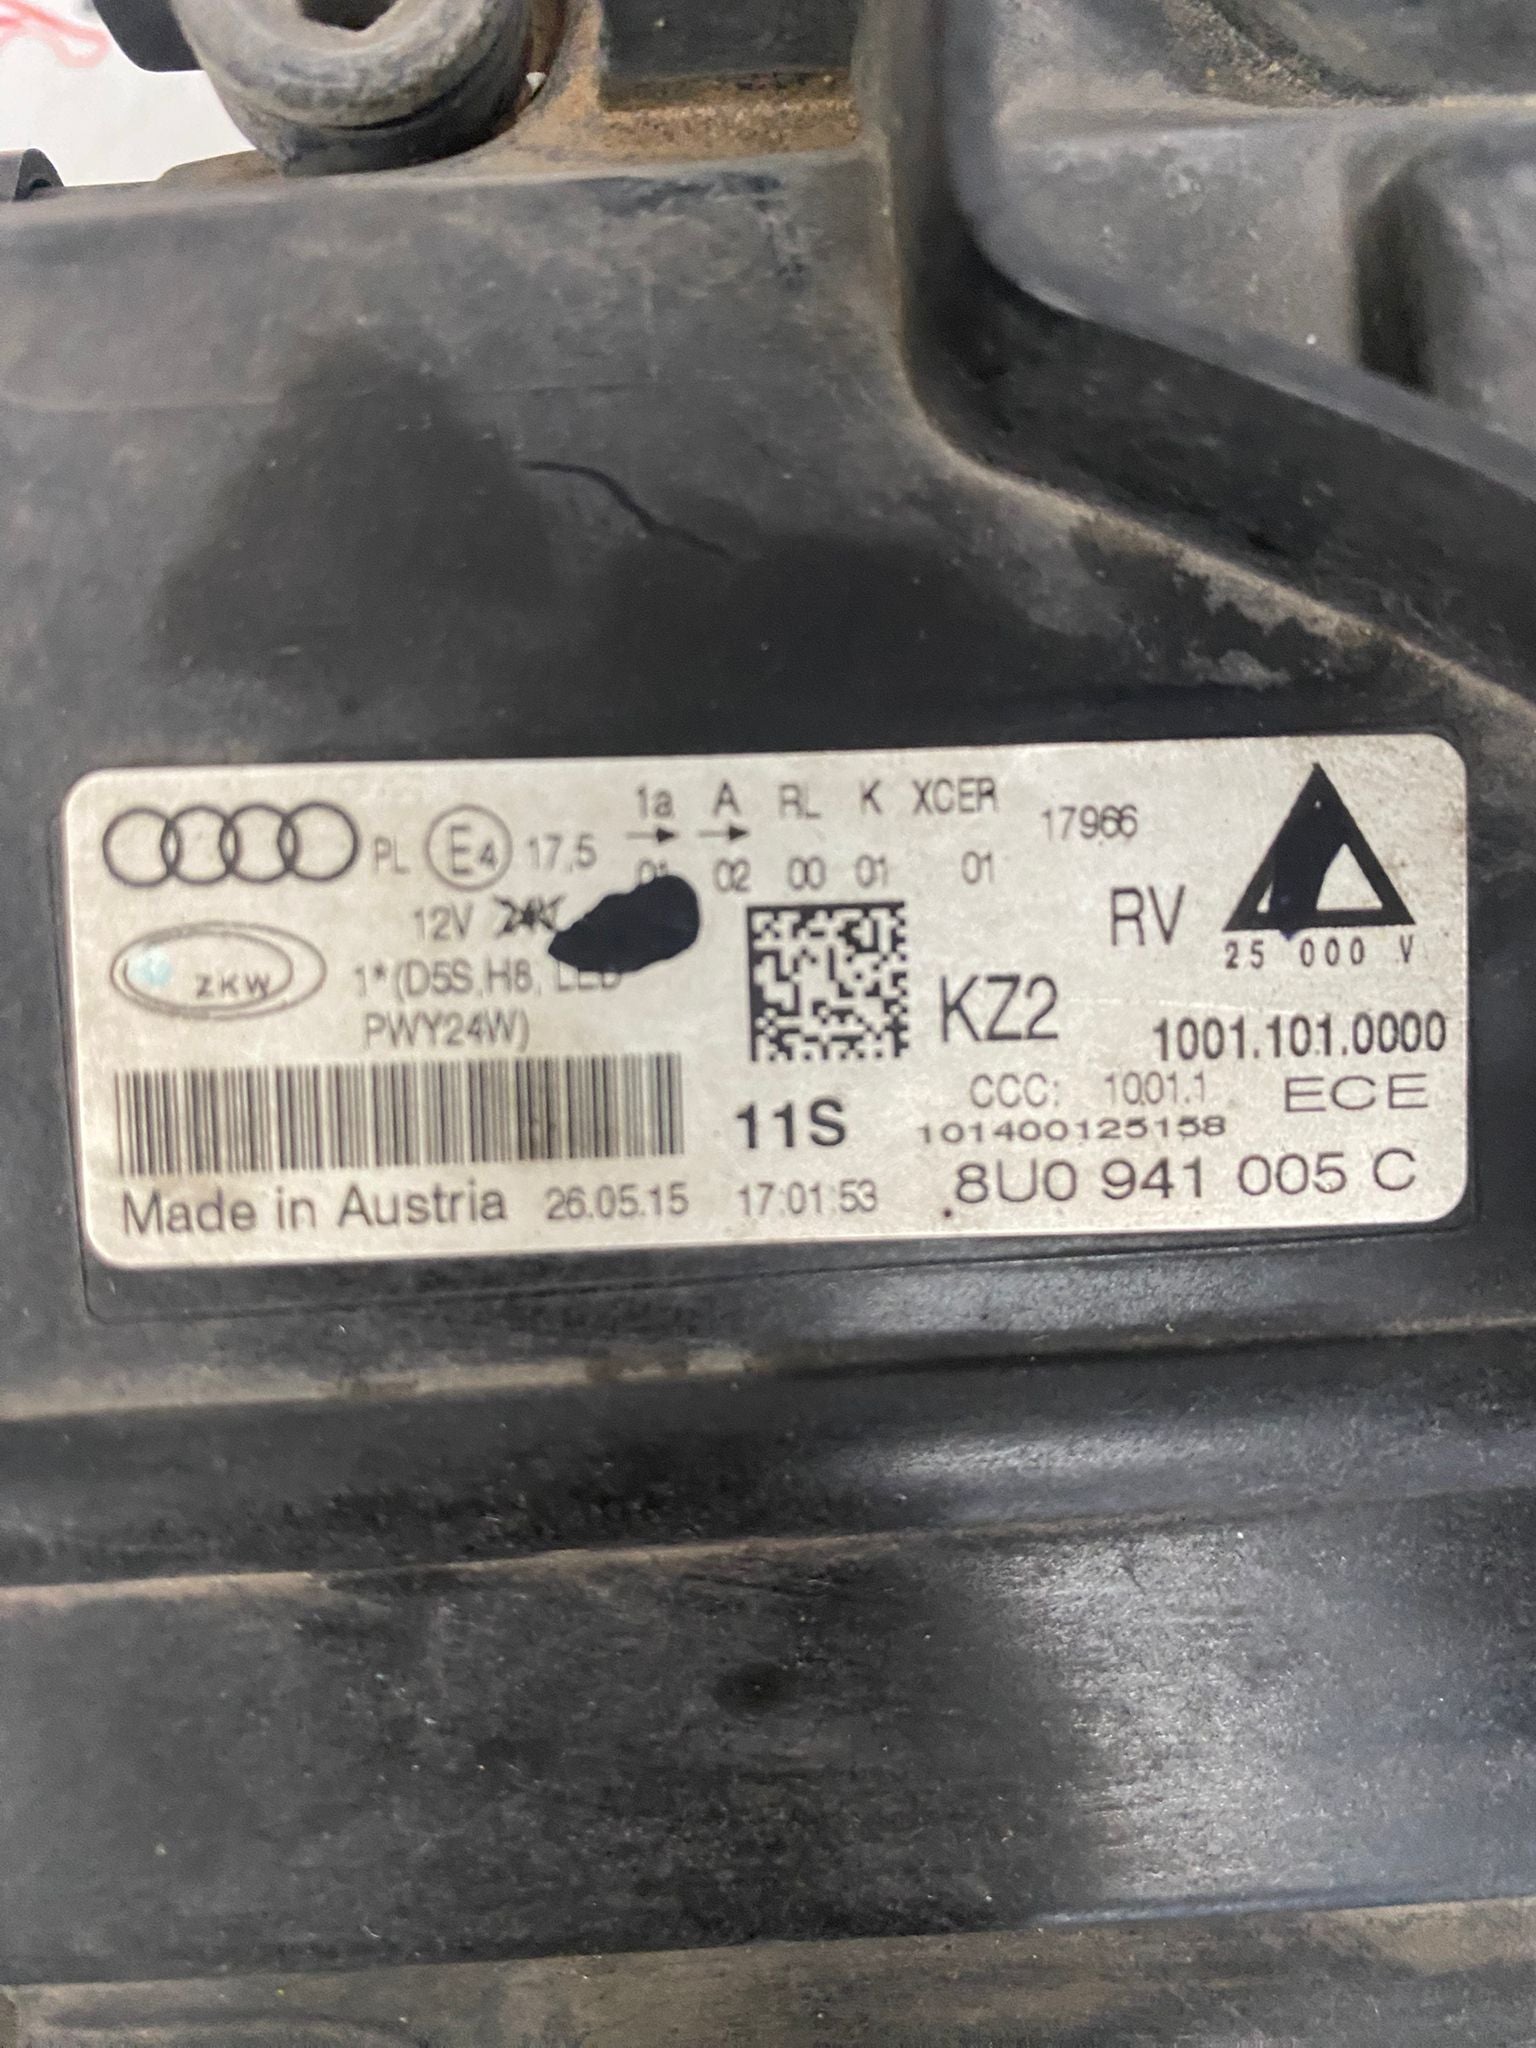 1a A RL K XCER 17966
PL E4 17,5 02 00 01 01
12V
RV
25 000 V
ZKW 1*(D5S,H8, LED
PWY24W)
KZ2
1001.101.0000
CCC: 1001.1 ECE
11S 101400125158
8U0 941 005 C
Made in Austria 26.05.15 17:01:53